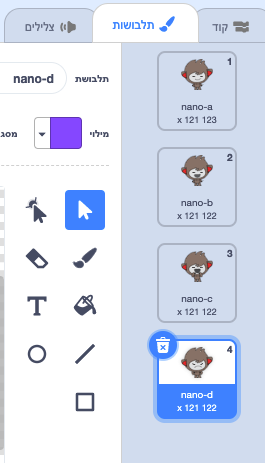 קוד
תלבושות
צלילים
1
nano-a
121 x 123
2
nano-b
121 x 122
3
nano-c
121 x 122
4
nano-d
121 x 122
תלבושת
nano-d
מילוי
מסג
T